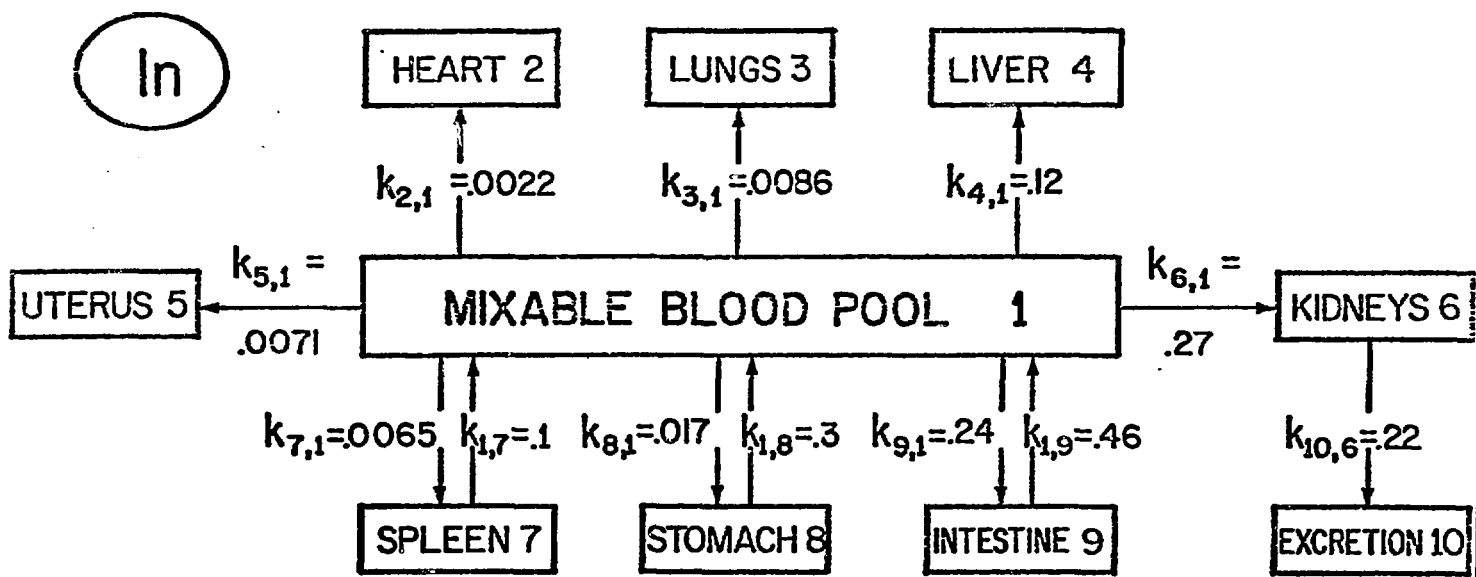 In
HEART 2
LUNGS 3
LIVER 4
k2,1 =.0022
k3,1 =.0086
k4,1=.12
k5,1 =
.0071
UTERUS 5
MIXABLE BLOOD POOL 1
k6,1 =
.27
KIDNEYS 6
k7,1=.0065
k1,7=.1
k8,1=.017
k1,8=.3
k9,1=.24
k1,9=.46
k10,6=.22
SPLEEN 7
STOMACH 8
INTESTINE 9
EXCRETION 10